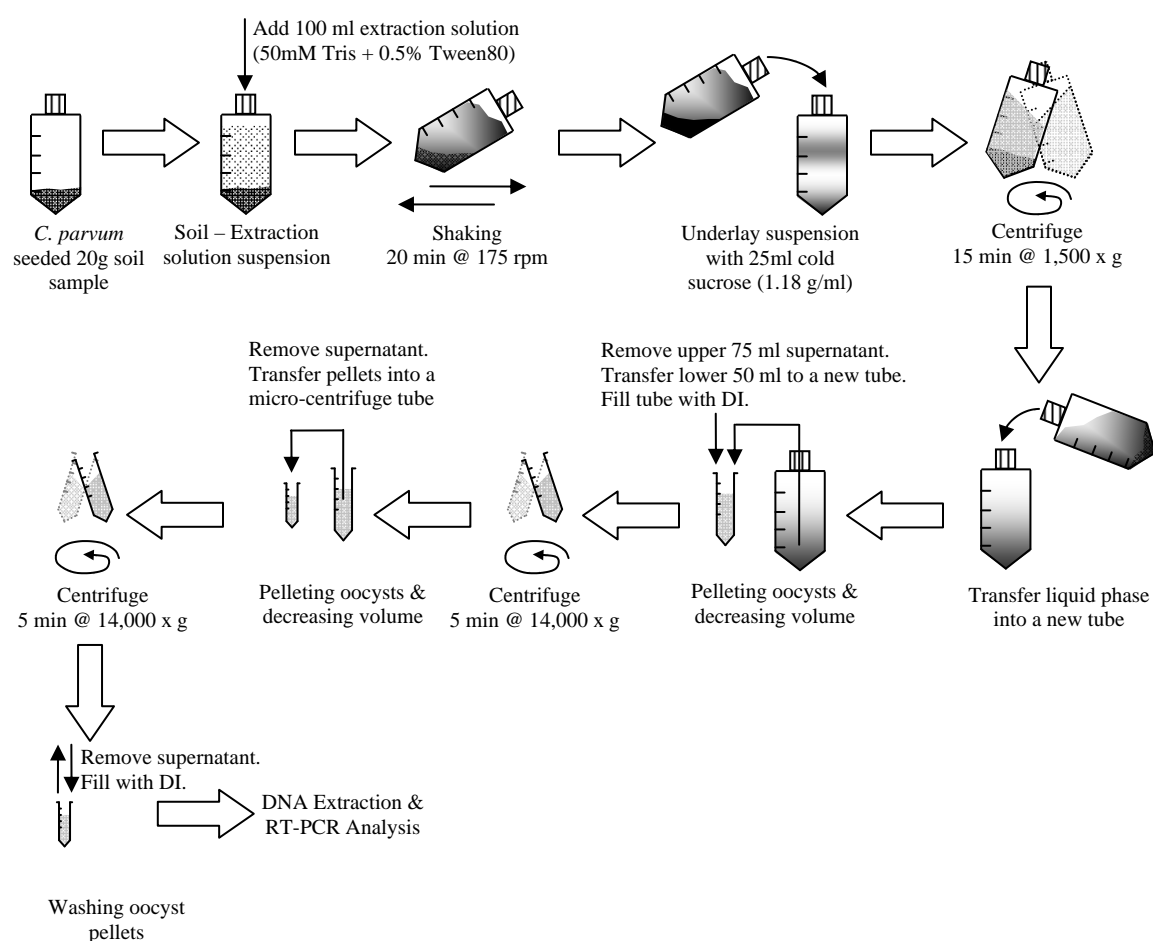 Add 100 ml extraction solution
(50mM Tris + 0.5% Tween80)
C. parvum
seeded 20g soil
sample
Soil – Extraction
solution suspension
Shaking
20 min @ 175 rpm
Underlay suspension
with 25ml cold
sucrose (1.18 g/ml)
Centrifuge
15 min @ 1,500 x g
Transfer liquid phase
into a new tube
Remove upper 75 ml supernatant.
Transfer lower 50 ml to a new tube.
Fill tube with DI.
Pelleting oocysts &
decreasing volume
Centrifuge
5 min @ 14,000 x g
Remove supernatant.
Transfer pellets into a
micro-centrifuge tube
Pelleting oocysts &
decreasing volume
Centrifuge
5 min @ 14,000 x g
Remove supernatant.
Fill with DI.
Washing oocyst
pellets
DNA Extraction &
RT-PCR Analysis